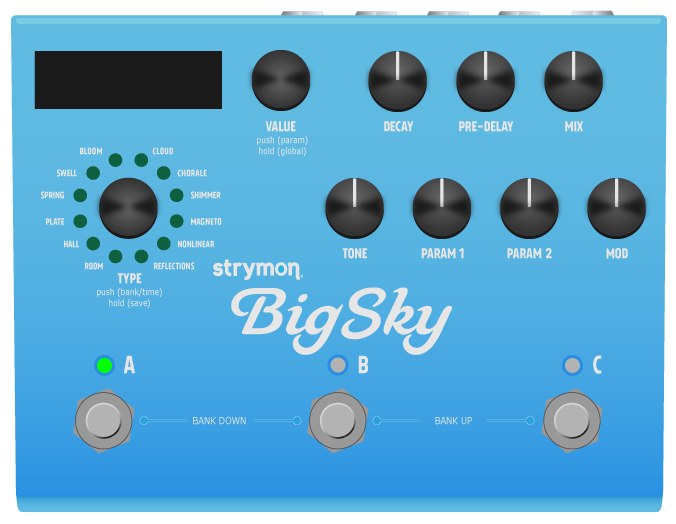 VALUE
push (param)
hold (global)
DECAY
PRE-DELAY
MIX
BLOOM
CLOUD
SWELL
CHORALE
SPRING
SHIMMER
PLATE
MAGNETO
HALL
NONLINEAR
ROOM
REFLECTIONS
TYPE
push (bank/time)
hold (save)
TONE
PARAM 1
PARAM 2
MOD
strymon.
BigSky
A
B
C
BANK DOWN
BANK UP